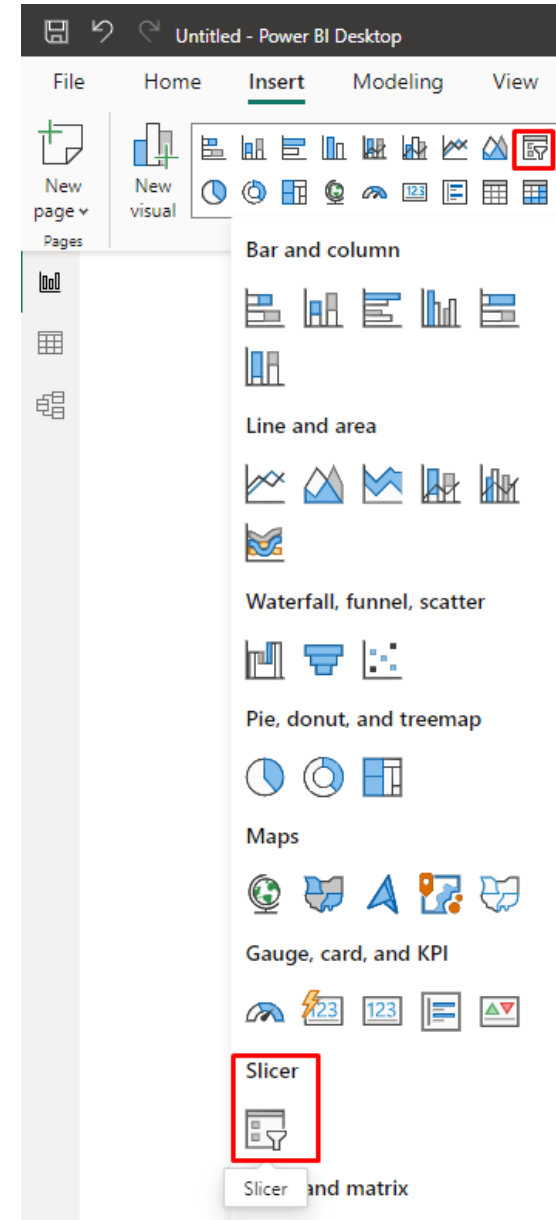 Untitled - Power BI Desktop
File Home Insert Modeling View
New page
New visual
123
Pages
Bar and column
Line and area
Waterfall, funnel, scatter
Pie, donut, and treemap
Maps
Gauge, card, and KPI
123
123
Slicer
Slicer
and matrix